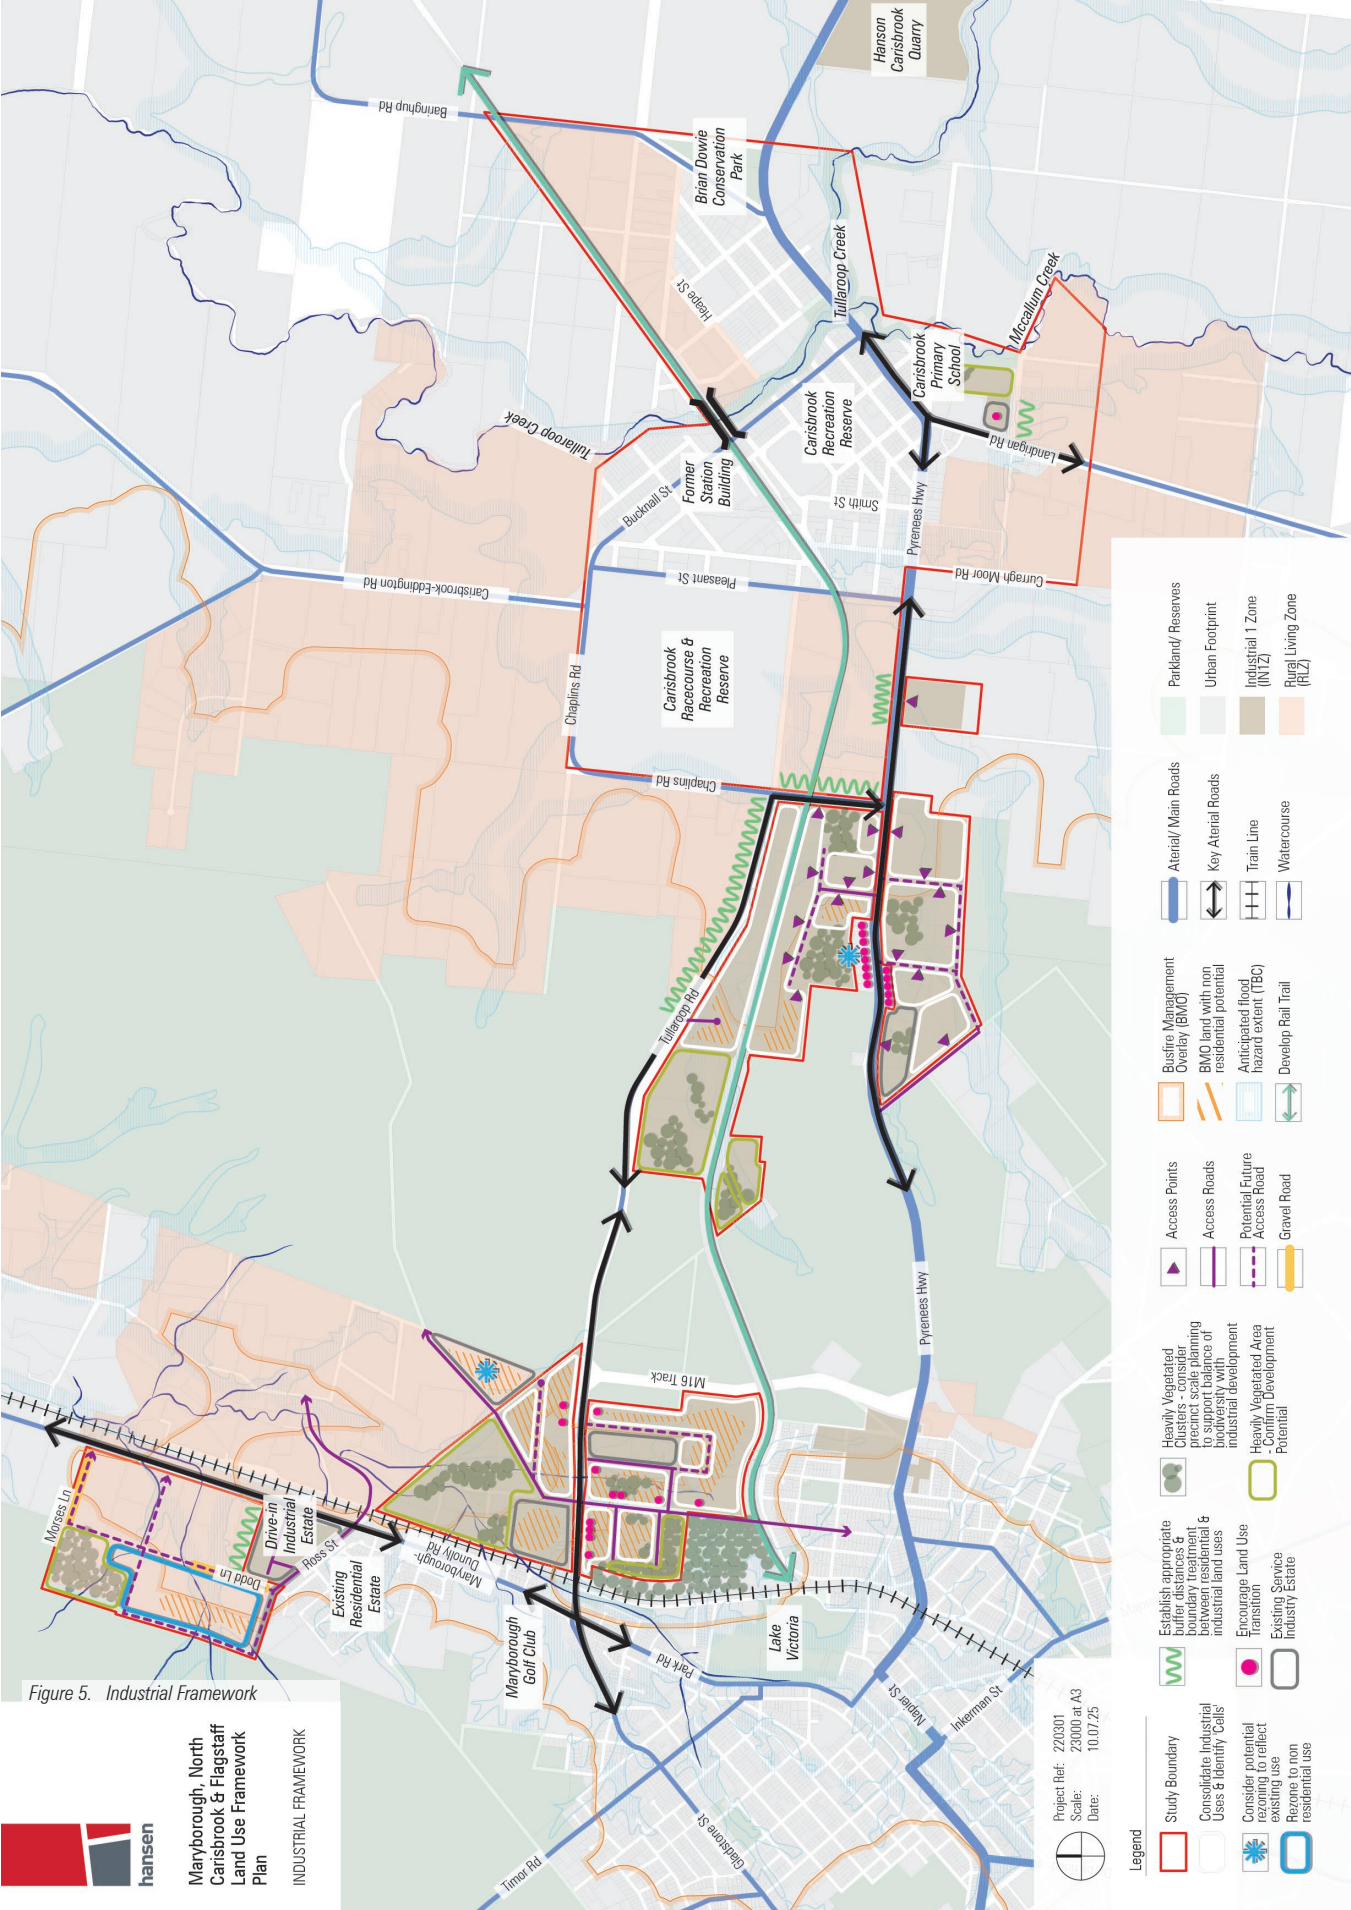 Figure 5. Industrial Framework
hansen
Maryborough, North
Carisbrook & Flagstaff
Land Use Framework
Plan
INDUSTRIAL FRAMEWORK
Project Ref: 220301
Scale: 23000 at A3
Date: 10.07.25
Legend
Study Boundary
Consolidate Industrial
Uses & Identify 'Cells'
Consider potential
rezoning to reflect
existing use
Rezone to non
residential use
Establish appropriate
buffer distances &
boundary treatment
between residential &
industrial land uses
Encourage Land Use
Transition
Existing Service
Industry Estate
Heavily Vegetated
Clusters - consider
precinct scale planning
to support balance of
biodiversity with
industrial development
Heavily Vegetated Area
- Confirm Development
Potential
Access Points
Access Roads
Potential Future
Access Road
Gravel Road
Busfire Management
Overlay (BMO)
BMO land with non
residential potential
Anticipated flood
hazard extent (TBC)
Develop Rail Trail
Aterial/ Main Roads
Key Aterial Roads
Train Line
Watercourse
Parkland/ Reserves
Urban Footprint
Industrial 1 Zone
(IN1Z)
Rural Living Zone
(RLZ)
Morses Ln
Dodd Ln
Drive-in
Industrial
Estate
Ross St
Existing
Residential
Estate
Maryborough-
Dunolly Rd
Maryborough
Golf Club
Park Rd
Lake
Victoria
Napier St
Inkerman St
Gladstone St
Timor Rd
M16 Track
Pyrenees Hwy
Tullaroop Rd
Chaplins Rd
Chaplins Rd
Carisbrook
Racecourse &
Recreation
Reserve
Carisbrook-Eddington Rd
Pleasant St
Bucknall St
Former
Station
Building
Tullaroop Creek
Smith St
Pyrenees Hwy
Curragh Moor Rd
Landrigan Rd
Carisbrook
Recreation
Reserve
Carisbrook
Primary
School
Mccallum Creek
Tullaroop Creek
Heape St
Brian Dowie
Conservation
Park
Baringhup Rd
Hanson
Carisbrook
Quarry